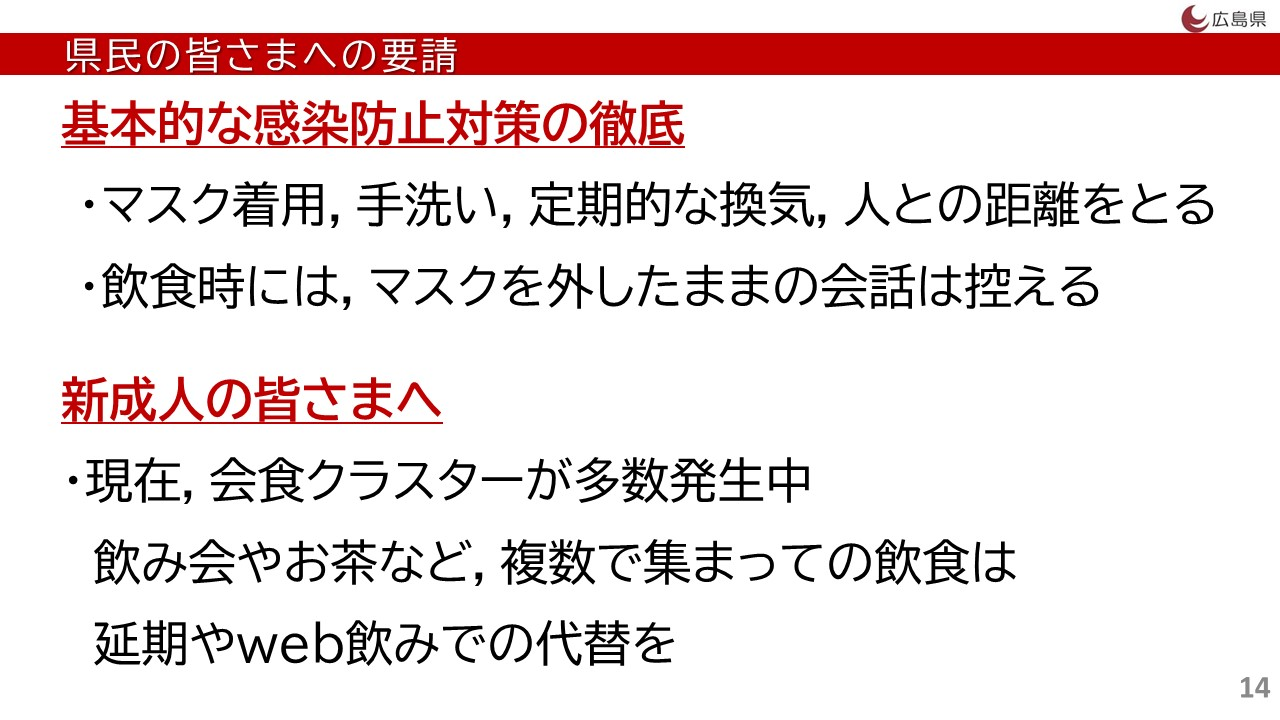 広島県
県民の皆さまへの要請
基本的な感染防止対策の徹底
・マスク着用，手洗い，定期的な換気，人との距離をとる
・飲食時には，マスクを外したままの会話は控える
新成人の皆さまへ
・現在，会食クラスターが多数発生中
飲み会やお茶など，複数で集まっての飲食は
延期やweb飲みでの代替を
14